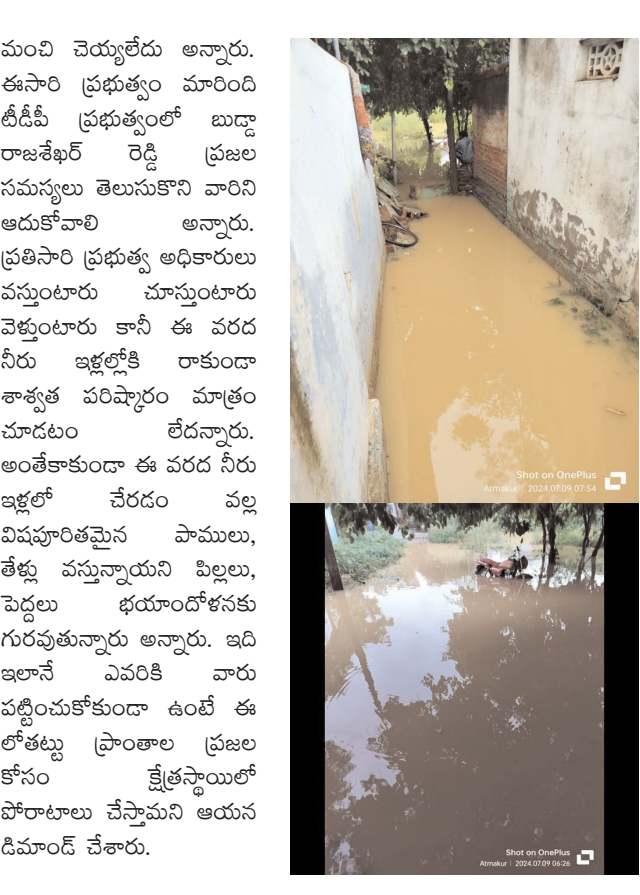 మంచి చెయ్యలేదు అన్నారు.
ఈసారి ప్రభుత్వం మారింది
టీడీపీ ప్రభుత్వంలో బుడ్డా
రాజశేఖర్ రెడ్డి ప్రజల
సమస్యలు తెలుసుకొని వారిని
ఆదుకోవాలి అన్నారు.
ప్రతిసారి ప్రభుత్వ అధికారులు
వస్తుంటారు చూస్తుంటారు
వెళ్తుంటారు కానీ ఈ వరద
నీరు ఇళ్లల్లోకి రాకుండా
శాశ్వత పరిష్కారం మాత్రం
చూడటం లేదన్నారు.
అంతేకాకుండా ఈ వరద నీరు
ఇళ్లలో చేరడం వల్ల
విషపూరితమైన పాములు,
తేళ్లు వస్తున్నాయని పిల్లలు,
పెద్దలు భయాందోళనకు
గురవుతున్నారు అన్నారు. ఇది
ఇలానే ఎవరికి వారు
పట్టించుకోకుండా ఉంటే ఈ
లోతట్టు ప్రాంతాల ప్రజల
కోసం క్షేత్రస్థాయిలో
పోరాటాలు చేస్తామని ఆయన
డిమాండ్ చేశారు.
Shot on OnePlus
Atmakur | 2024.07.09 07:54
Shot on OnePlus
Atmakur | 2024.07.09 06:26